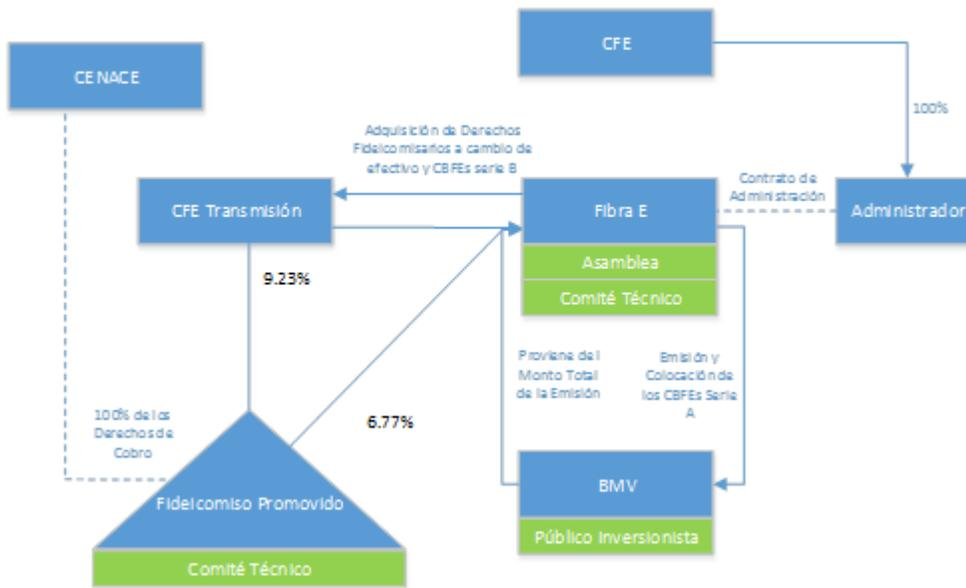 CFE
CENACE
100%
Adquisición de Derechos
Fideicomisarios a cambio de
efectivo y CBFEs serie B
Contrato de
Administración
CFE Transmisión
Fibra E
Administrador
Asamblea
Comité Técnico
9.23%
Proviene del
Monto Total
de la Emisión
Emisión y
Colocación de
los CBFEs Serie
A
100% de los
Derechos de
Cobro
6.77%
Fideicomiso Promovido
BMV
Público Inversionista
Comité Técnico